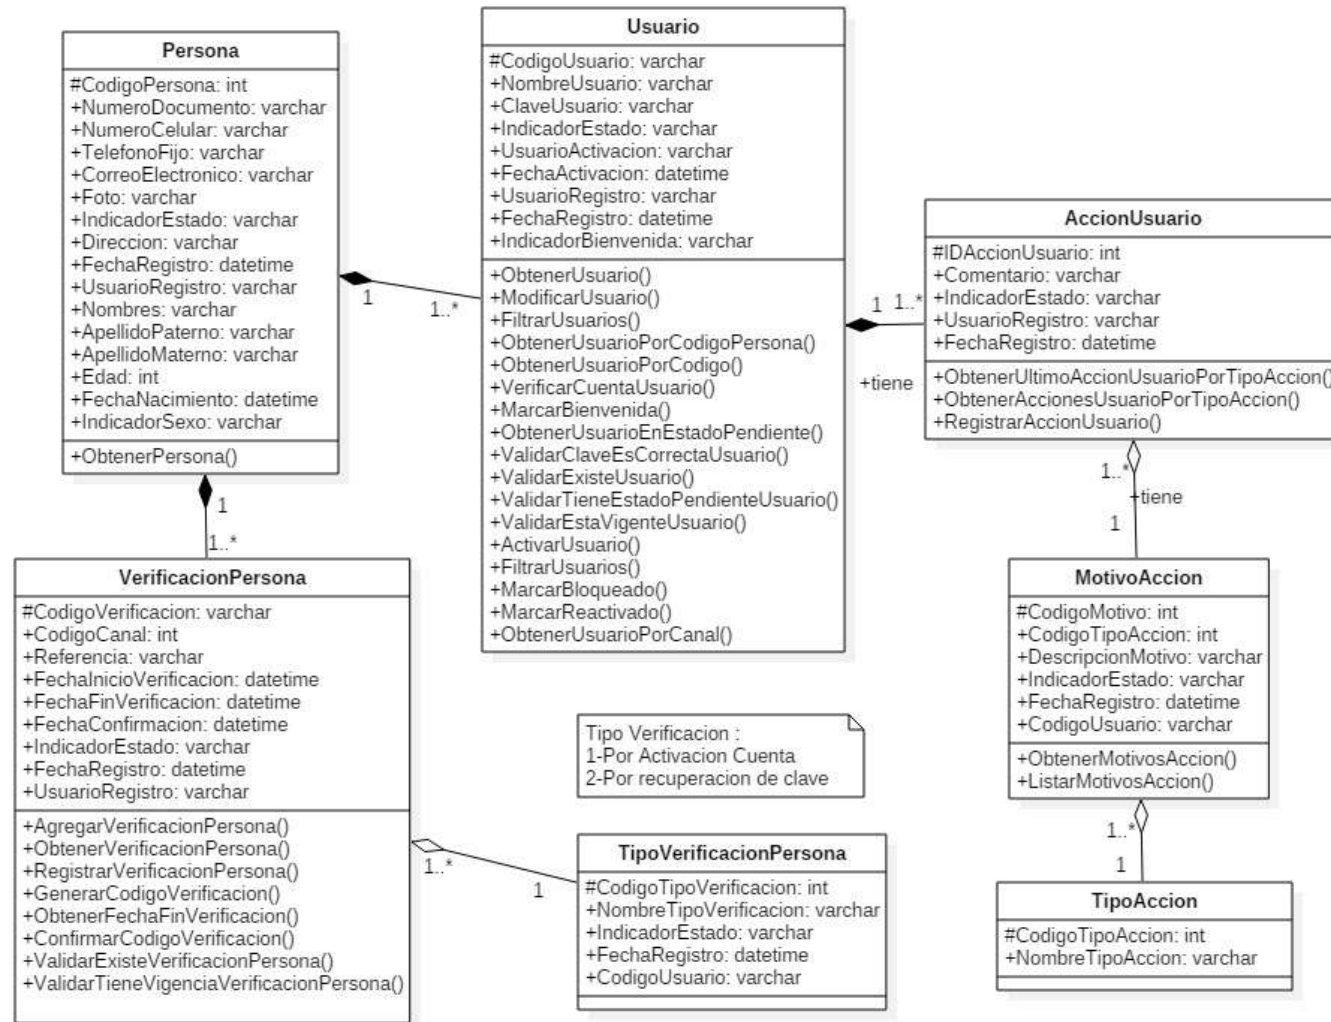 Persona
#CodigoPersona: int
+NumeroDocumento: varchar
+NumeroCelular: varchar
+TelefonoFijo: varchar
+CorreoElectronico: varchar
+Foto: varchar
+IndicadorEstado: varchar
+Direccion: varchar
+FechaRegistro: datetime
+UsuarioRegistro: varchar
+Nombres: varchar
+ApellidoPaterno: varchar
+ApellidoMaterno: varchar
+Edad: int
+FechaNacimiento: datetime
+IndicadorSexo: varchar
+ObtenerPersona()
1
1..*
1
1..*
Usuario
#CodigoUsuario: varchar
+NombreUsuario: varchar
+ClaveUsuario: varchar
+IndicadorEstado: varchar
+UsuarioActivacion: varchar
+FechaActivacion: datetime
+UsuarioRegistro: varchar
+FechaRegistro: datetime
+IndicadorBienvenida: varchar
+ObtenerUsuario()
+ModificarUsuario()
+FiltrarUsuarios()
+ObtenerUsuarioPorCodigoPersona()
+ObtenerUsuarioPorCodigo()
+VerificarCuentaUsuario()
+MarcarBienvenida()
+ObtenerUsuarioEnEstadoPendiente()
+ValidarClaveEsCorrectaUsuario()
+ValidarExisteUsuario()
+ValidarTieneEstadoPendienteUsuario()
+ValidarEstaVigenteUsuario()
+ActivarUsuario()
+FiltrarUsuarios()
+MarcarBloqueado()
+MarcarReactivado()
+ObtenerUsuarioPorCanal()
1 1..*
+tiene
AccionUsuario
#IDAccionUsuario: int
+Comentario: varchar
+IndicadorEstado: varchar
+UsuarioRegistro: varchar
+FechaRegistro: datetime
+ObtenerUltimoAccionUsuarioPorTipoAccion()
+ObtenerAccionesUsuarioPorTipoAccion()
+RegistrarAccionUsuario()
1..*
+tiene
1
MotivoAccion
#CodigoMotivo: int
+CodigoTipoAccion: int
+DescripcionMotivo: varchar
+IndicadorEstado: varchar
+FechaRegistro: datetime
+CodigoUsuario: varchar
+ObtenerMotivosAccion()
+ListarMotivosAccion()
1..*
1
TipoAccion
#CodigoTipoAccion: int
+NombreTipoAccion: varchar
VerificacionPersona
#CodigoVerificacion: varchar
+CodigoCanal: int
+Referencia: varchar
+FechaInicioVerificacion: datetime
+FechaFinVerificacion: datetime
+FechaConfirmacion: datetime
+IndicadorEstado: varchar
+FechaRegistro: datetime
+UsuarioRegistro: varchar
+AgregarVerificacionPersona()
+ObtenerVerificacionPersona()
+RegistrarVerificacionPersona()
+GenerarCodigoVerificacion()
+ObtenerFechaFinVerificacion()
+ConfirmarCodigoVerificacion()
+ValidarExisteVerificacionPersona()
+ValidarTieneVigenciaVerificacionPersona()
1..*
1
Tipo Verificacion :
1-Por Activacion Cuenta
2-Por recuperacion de clave
TipoVerificacionPersona
#CodigoTipoVerificacion: int
+NombreTipoVerificacion: varchar
+IndicadorEstado: varchar
+FechaRegistro: datetime
+CodigoUsuario: varchar